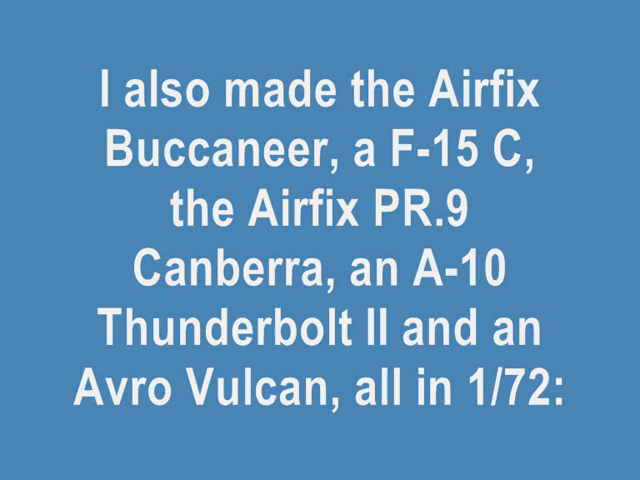 I also made the Airfix
Buccaneer, a F-15 C,
the Airfix PR.9
Canberra, an A-10
Thunderbolt II and an
Avro Vulcan, all in 1/72: